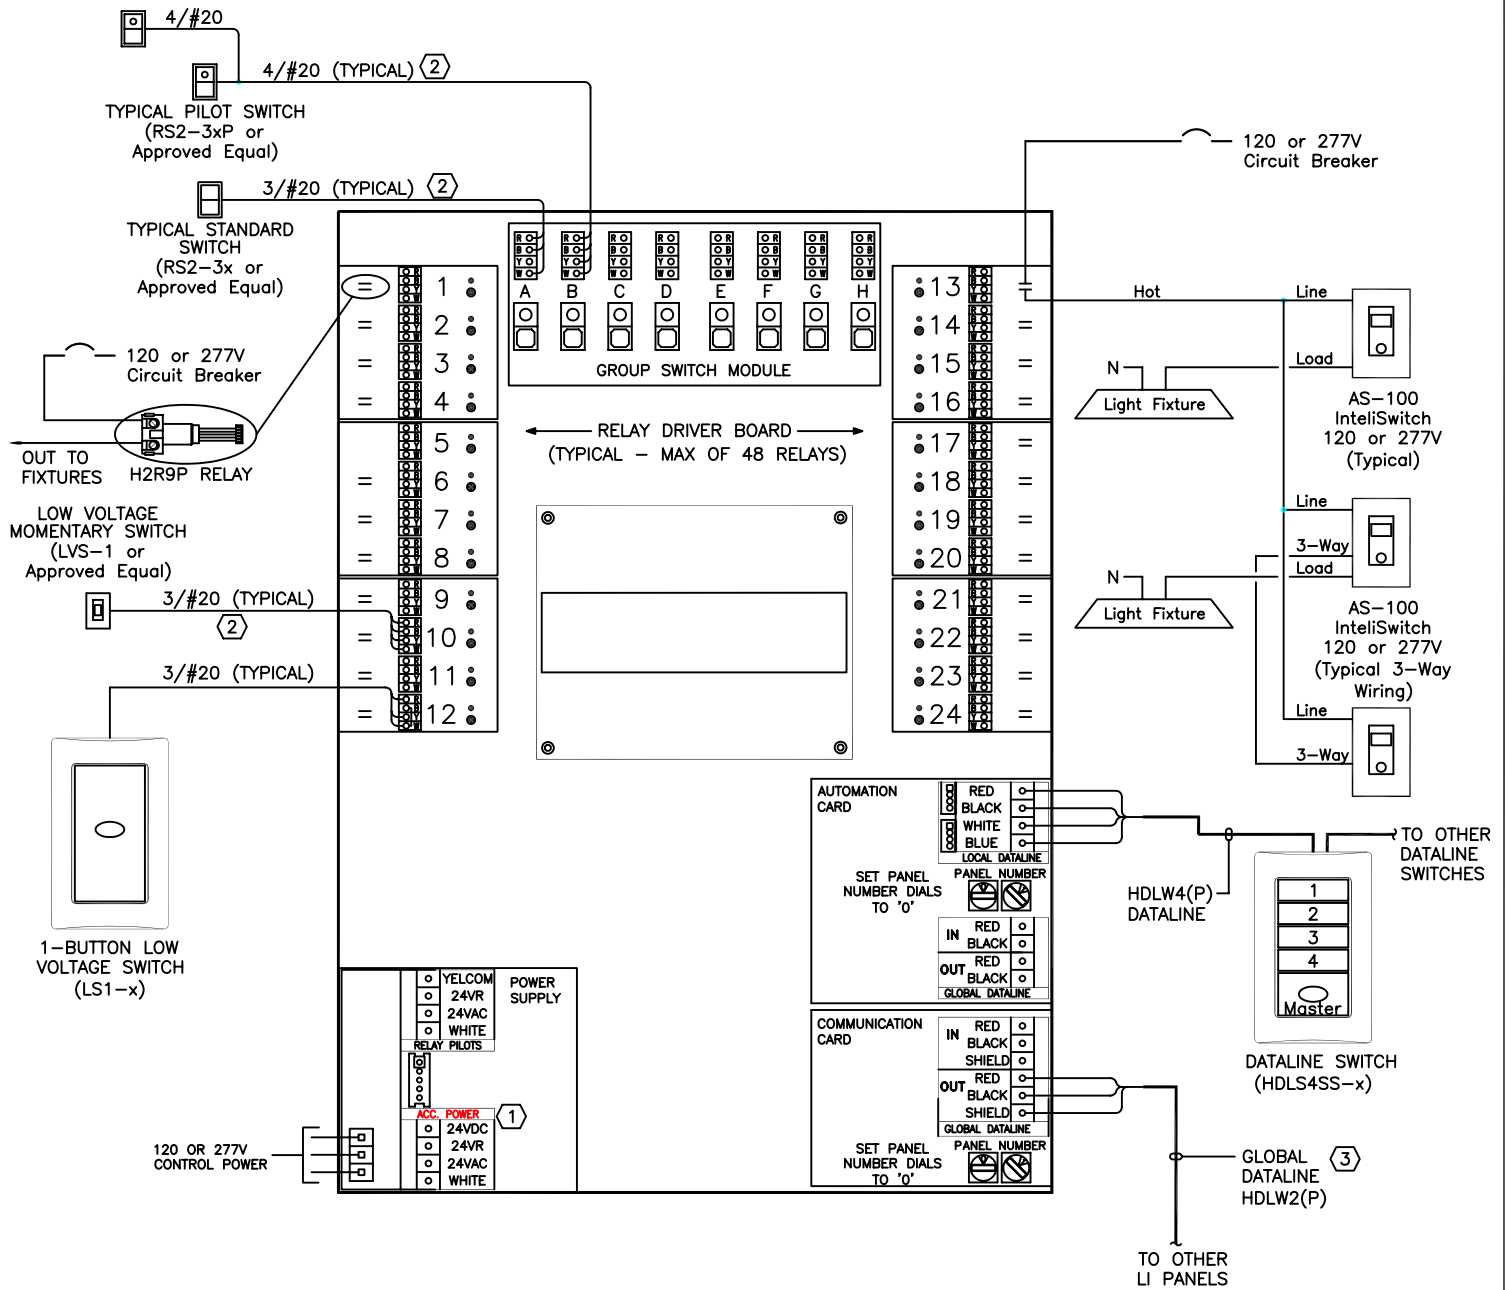 4/#20
4/#20 (TYPICAL) 2
TYPICAL PILOT SWITCH
(RS2-3xP or
Approved Equal)
3/#20 (TYPICAL) 2
TYPICAL STANDARD
SWITCH
(RS2-3x or
Approved Equal)
120 or 277V
Circuit Breaker
OUT TO
FIXTURES
H2R9P RELAY
LOW VOLTAGE
MOMENTARY SWITCH
(LVS-1 or
Approved Equal)
3/#20 (TYPICAL)
2
3/#20 (TYPICAL)
1-BUTTON LOW
VOLTAGE SWITCH
(LS1-x)
R R R R R R R R
B B B B B B B B
Y Y Y Y Y Y Y Y
W W W W W W W W
A B C D E F G H
GROUP SWITCH MODULE
RELAY DRIVER BOARD
(TYPICAL - MAX OF 48 RELAYS)
= 1
= 2
= 3
= 4
5
= 6
= 7
= 8
= 9
= 10
= 11
= 12
13 =
14 =
15 =
16 =
17 =
18 =
19 =
20 =
21 =
22 =
23 =
24 =
120 or 277V
Circuit Breaker
Hot
Line
Load
N
Light Fixture
AS-100
InteliSwitch
120 or 277V
(Typical)
Line
3-Way
Load
N
Light Fixture
AS-100
InteliSwitch
120 or 277V
(Typical 3-Way
Wiring)
Line
3-Way
AUTOMATION
CARD
RED
BLACK
WHITE
BLUE
LOCAL DATALINE
PANEL NUMBER
SET PANEL
NUMBER DIALS
TO '0'
IN
RED
BLACK
OUT
RED
BLACK
GLOBAL DATALINE
COMMUNICATION
CARD
IN
RED
BLACK
SHIELD
OUT
RED
BLACK
SHIELD
GLOBAL DATALINE
PANEL NUMBER
SET PANEL
NUMBER DIALS
TO '0'
HDLW4(P)
DATALINE
TO OTHER
DATALINE
SWITCHES
1
2
3
4
Master
DATALINE SWITCH
(HDLS4SS-x)
GLOBAL 3
DATALINE
HDLW2(P)
TO OTHER
LI PANELS
POWER
SUPPLY
YELCOM
24VR
24VAC
WHITE
RELAY PILOTS
ACC. POWER 1
24VDC
24VR
24VAC
WHITE
120 OR 277V
CONTROL POWER